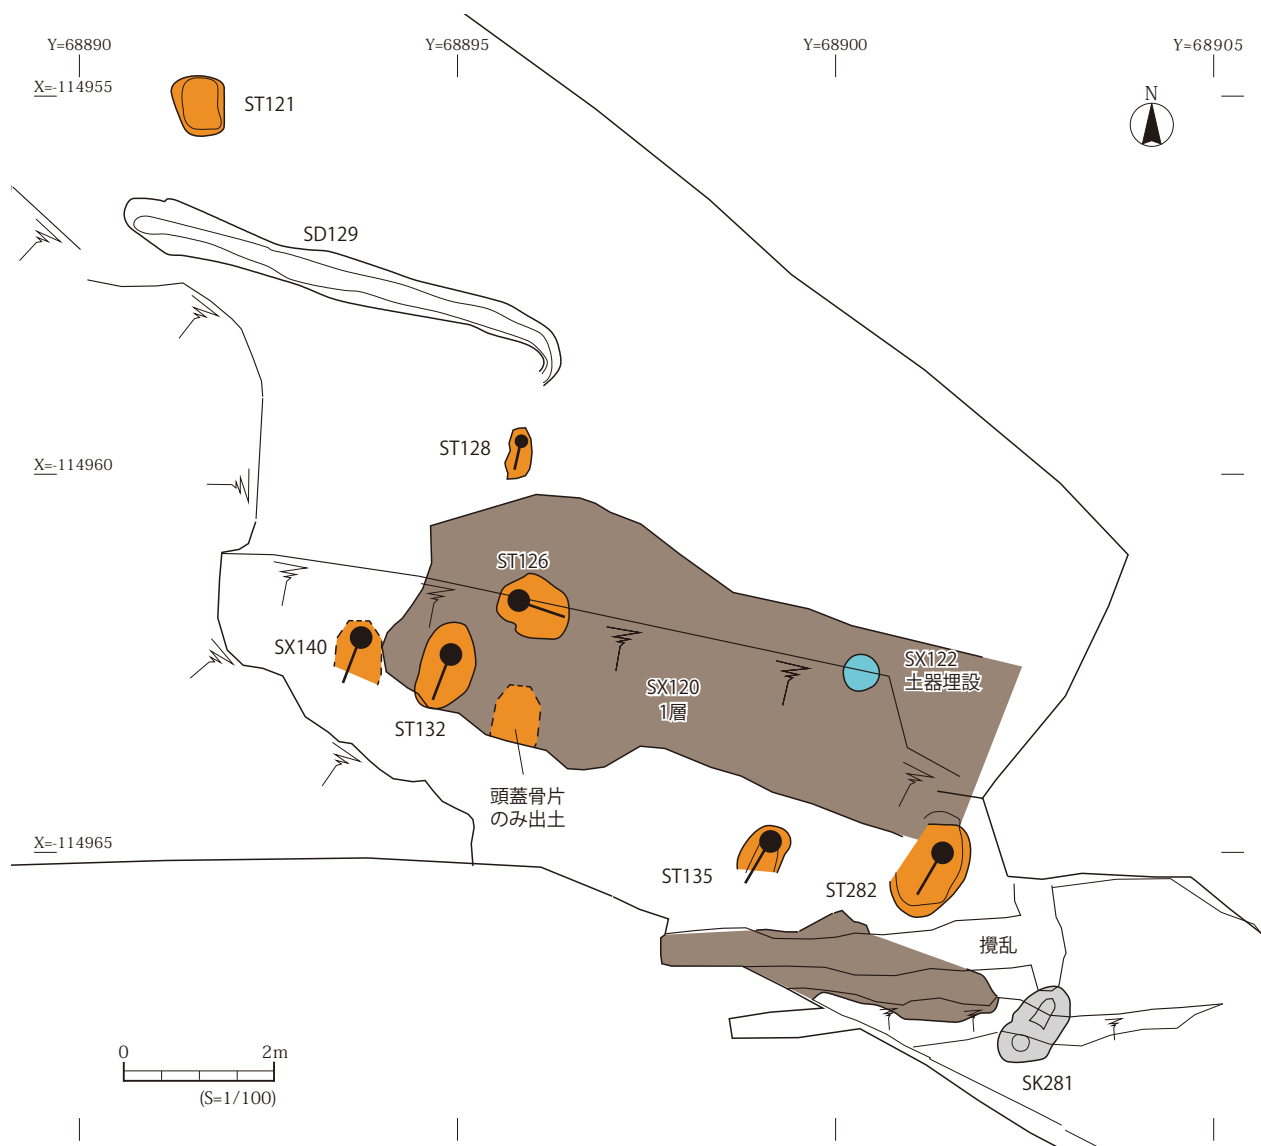 Y=68890
Y=68895
Y=68900
Y=68905
X=-114955
N
ST121
SD129
ST128
X=-114960
ST126
SX140
SX122
土器埋設
SX120
1層
ST132
頭蓋骨片
のみ出土
X=-114965
ST135
ST282
攪乱
0
2m
(S=1/100)
SK281